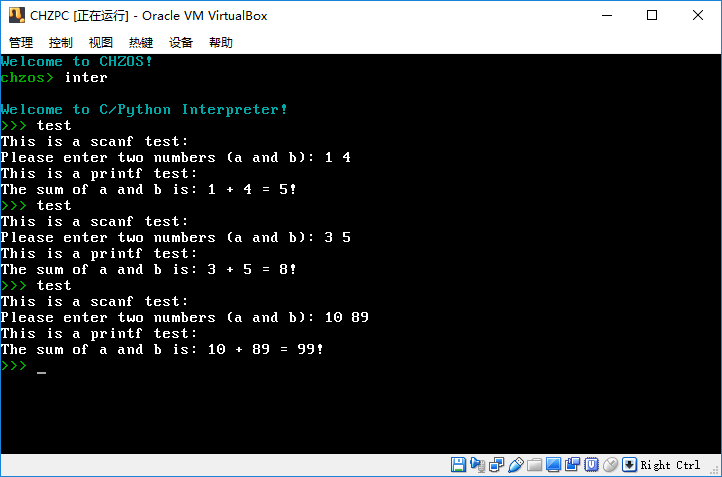 CHZPC [正在运行] - Oracle VM VirtualBox
管理 控制 视图 热键 设备 帮助
Welcome to CHZOS!
chzos> inter
Welcome to C/Python Interpreter!
>>> test
This is a scanf test:
Please enter two numbers (a and b): 1 4
This is a printf test:
The sum of a and b is: 1 + 4 = 5!
>>> test
This is a scanf test:
Please enter two numbers (a and b): 3 5
This is a printf test:
The sum of a and b is: 3 + 5 = 8!
>>> test
This is a scanf test:
Please enter two numbers (a and b): 10 89
This is a printf test:
The sum of a and b is: 10 + 89 = 99!
>>> _
Right Ctrl